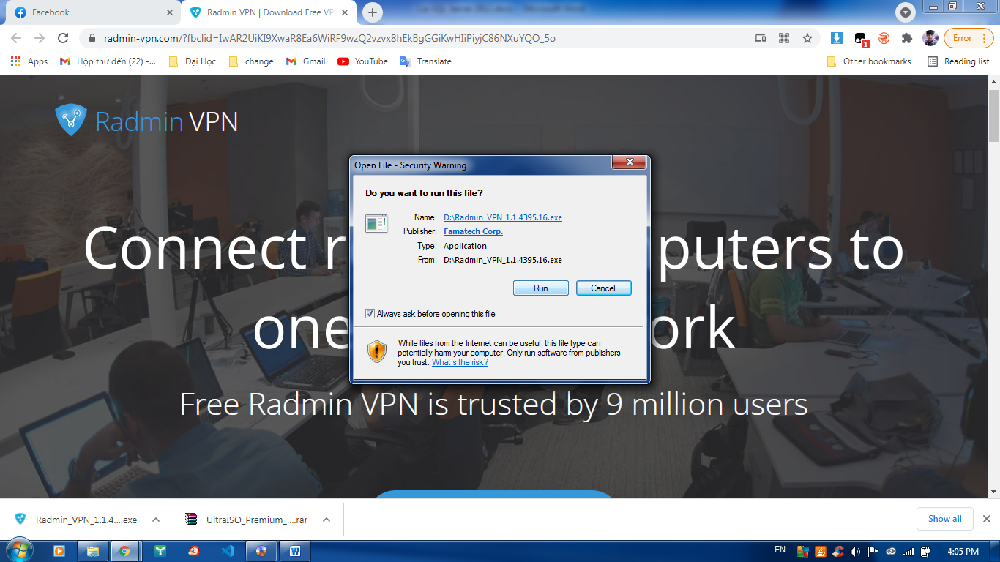 Facebook
Radmin VPN | Download Free VP
radmin-vpn.com/?fbclid=IwAR2UiKI9XwaR8Ea6WiRF9wzQ2vzvx8hEkBgGGiKwHIiPiyjC86NXuYQO_5o
1
Error
Apps
Hộp thư đến (22) -...
Đại Học
change
Gmail
YouTube
Translate
Other bookmarks
Reading list
Radmin VPN
Open File - Security Warning
Do you want to run this file?
Name: D:\Radmin_VPN_1.1.4395.16.exe
Publisher: Famatech Corp.
Type: Application
From: D:\Radmin_VPN_1.1.4395.16.exe
Run Cancel
Always ask before opening this file
While files from the Internet can be useful, this file type can
potentially harm your computer. Only run software from publishers
you trust. What's the risk?
Connect r puters to
one ork
Free Radmin VPN is trusted by 9 million users
Radmin_VPN_1.1.4....exe
UltraISO_Premium_....rar
Show all
EN
4:05 PM